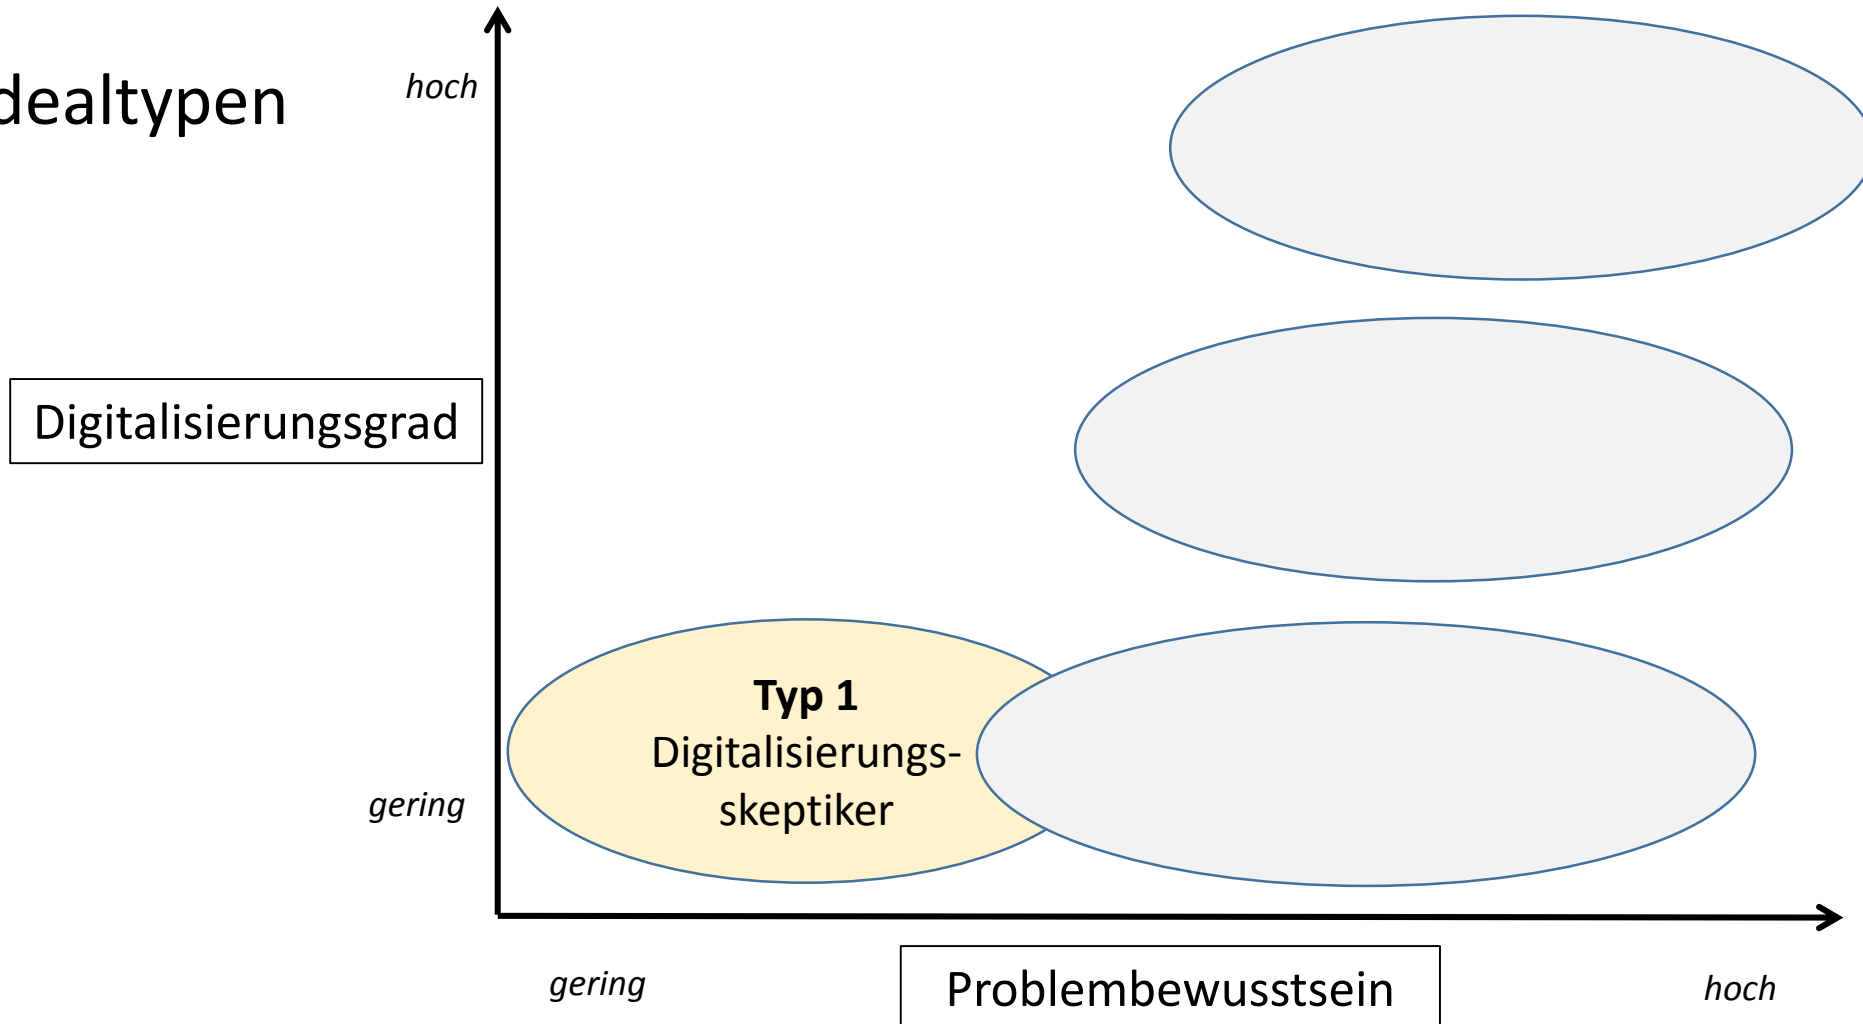 dealtypen
hoch
Digitalisierungsgrad
Typ 1
Digitalisierungs-
skeptiker
gering
gering
Problembewusstsein
hoch